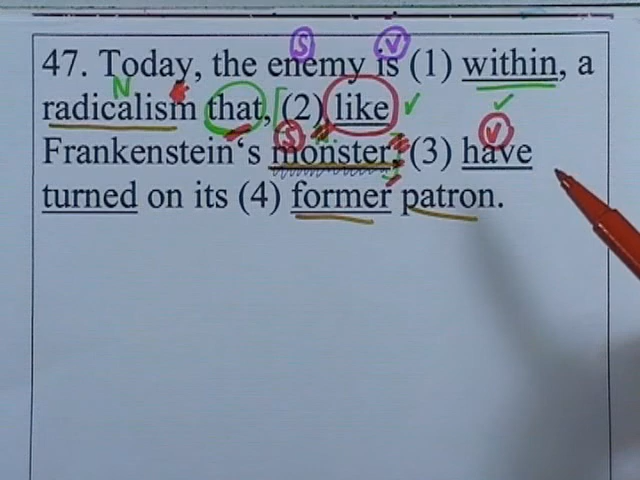 47. Today, the enemy is (1) within, a
radicalism that, (2) like
Frankenstein‘s monster, (3) have
turned on its (4) former patron.
S
V
N
S
V